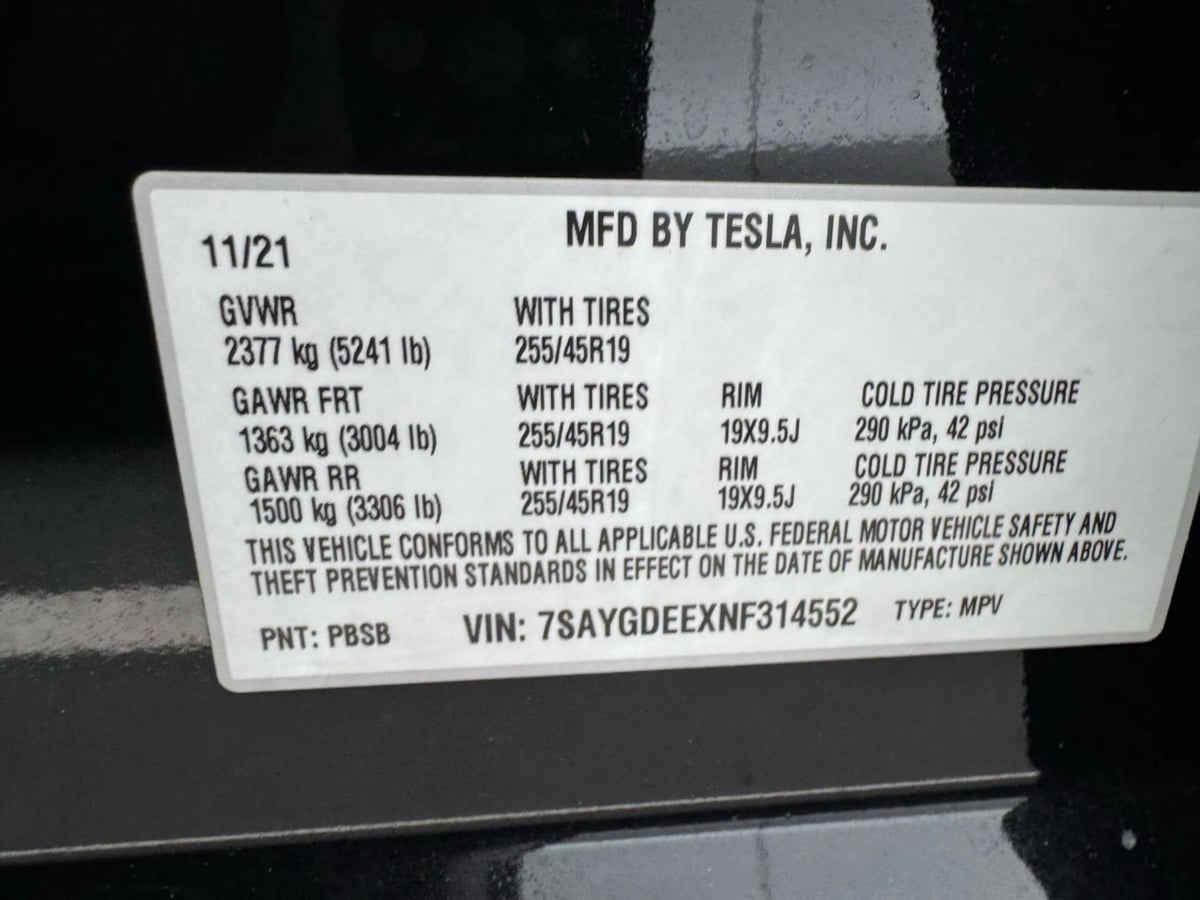 11/21 MFD BY TESLA, INC.
GVWR WITH TIRES
2377 kg (5241 lb) 255/45R19
GAWR FRT WITH TIRES RIM COLD TIRE PRESSURE
1363 kg (3004 lb) 255/45R19 19X9.5J 290 kPa, 42 psi
GAWR RR WITH TIRES RIM COLD TIRE PRESSURE
1500 kg (3306 lb) 255/45R19 19X9.5J 290 kPa, 42 psi
THIS VEHICLE CONFORMS TO ALL APPLICABLE U.S. FEDERAL MOTOR VEHICLE SAFETY AND
THEFT PREVENTION STANDARDS IN EFFECT ON THE DATE OF MANUFACTURE SHOWN ABOVE.
PNT: PBSB VIN: 7SAYGDEEXNF314552 TYPE: MPV